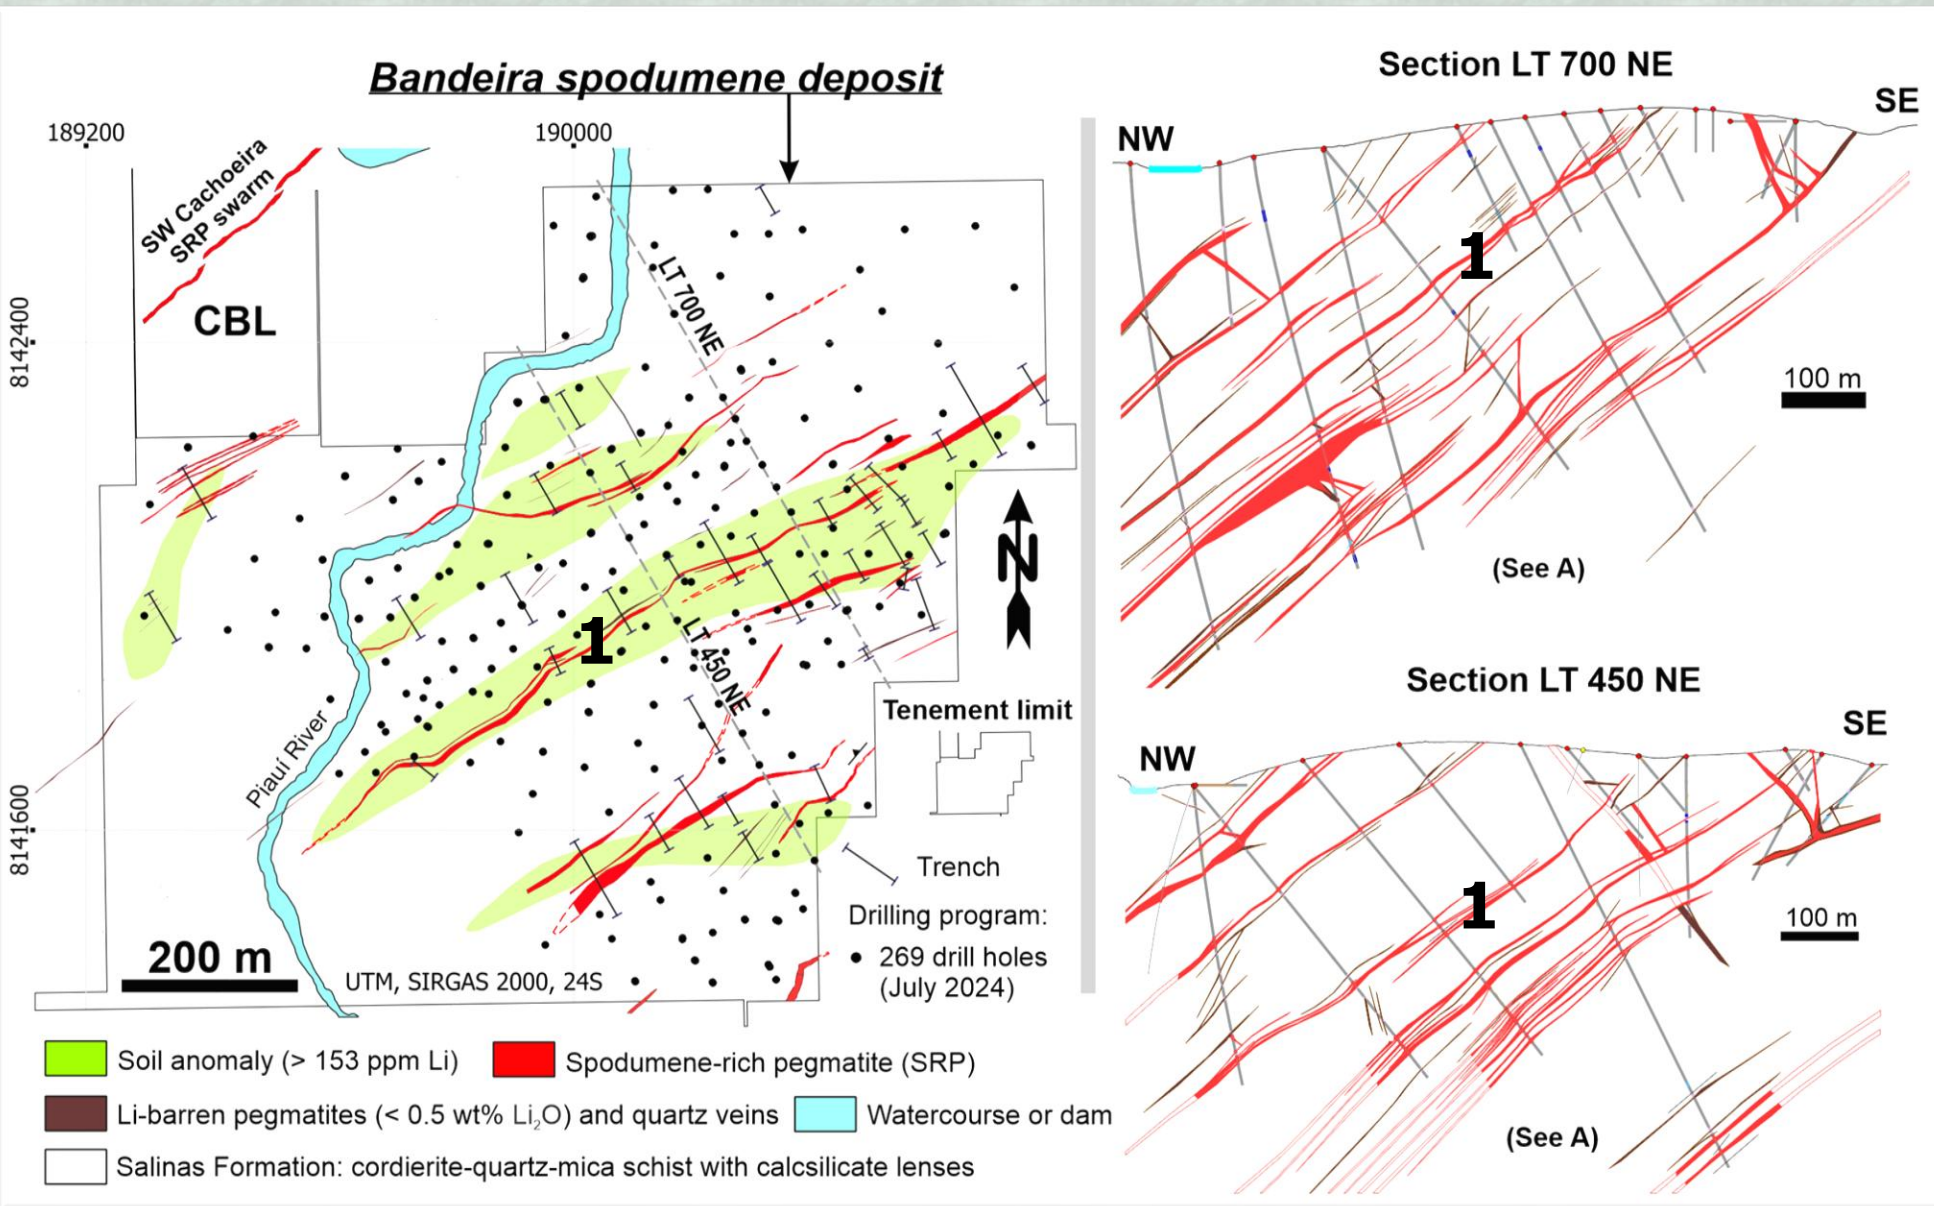 Bandeira spodumene deposit
189200
190000
8142400
8141600
SW Cachoeira
SRP swarm
CBL
LT 700 NE
1
LT 450 NE
Piauí River
Tenement limit
N
Trench
Drilling program:
269 drill holes
(July 2024)
200 m
UTM, SIRGAS 2000, 24S
Soil anomaly (> 153 ppm Li)
Spodumene-rich pegmatite (SRP)
Li-barren pegmatites (< 0.5 wt% Li₂O) and quartz veins
Watercourse or dam
Salinas Formation: cordierite-quartz-mica schist with calcsilicate lenses
Section LT 700 NE
NW
SE
1
100 m
(See A)
Section LT 450 NE
NW
SE
1
100 m
(See A)